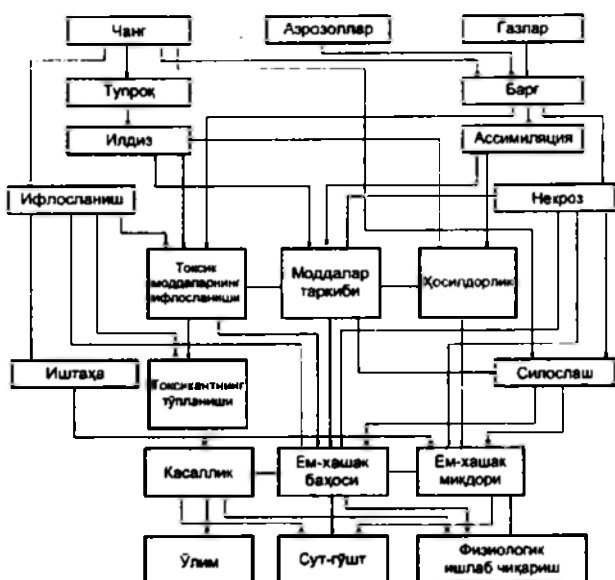 Чанг
Аэрозоллар
Газлар
Тупроқ
Барг
Илдиз
Ассимиляция
Ифлосланиш
Некроз
Токсик
моддаларнинг
ифлосланиши
Моддалар
таркиби
Ҳосилдорлик
Иштаҳа
Токсикантнинг
тўпланиши
Силослаш
Касаллик
Ем-хашак
баҳоси
Ем-хашак
миқдори
Ўлим
Сут-гўшт
Физиологик
ишлаб чиқариш